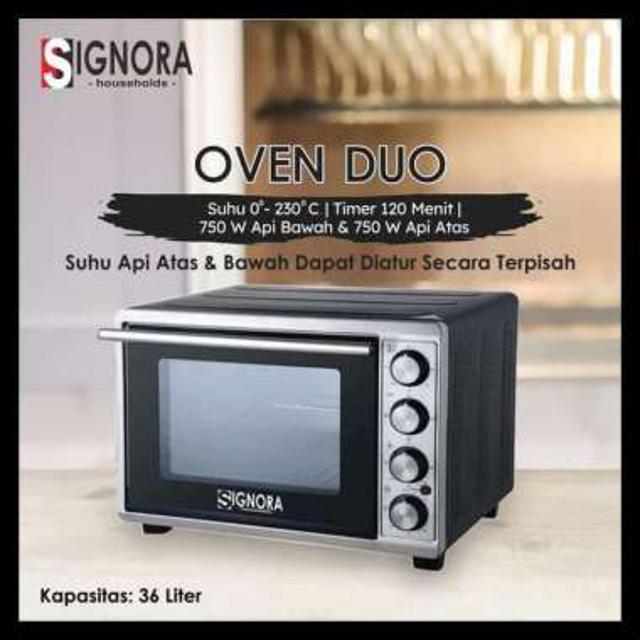 SIGNORA
- households -
OVEN DUO
Suhu 0°- 230°C | Timer 120 Menit |
750 W Api Bawah & 750 W Api Atas
Suhu Api Atas & Bawah Dapat Diatur Secara Terpisah
SIGNORA
Kapasitas: 36 Liter